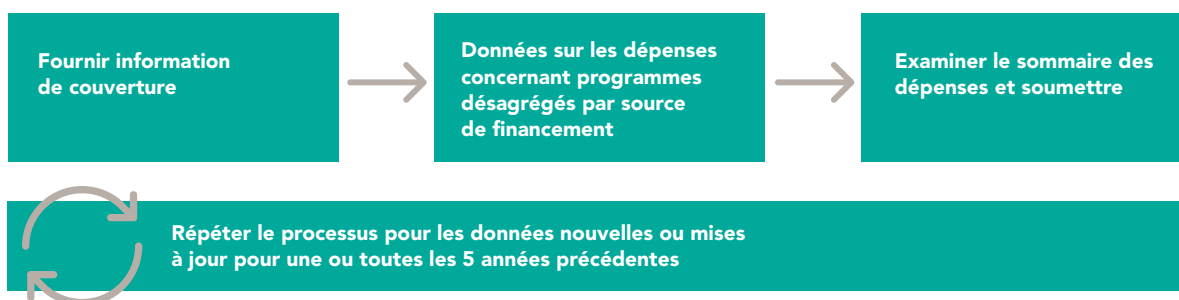 Fournir information
de couverture
Données sur les dépenses
concernant programmes
désagrégés par source
de financement
Examiner le sommaire des
dépenses et soumettre
Répéter le processus pour les données nouvelles ou mises
à jour pour une ou toutes les 5 années précédentes